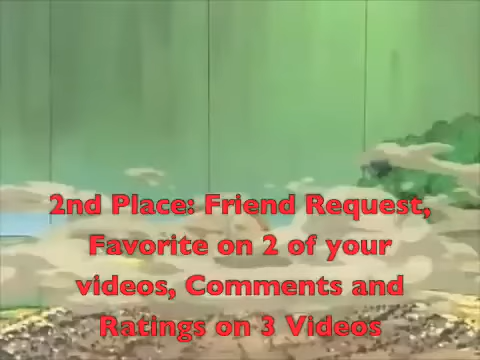 2nd Place: Friend Request,
Favorite on 2 of your
videos, Comments and
Ratings on 3 Videos